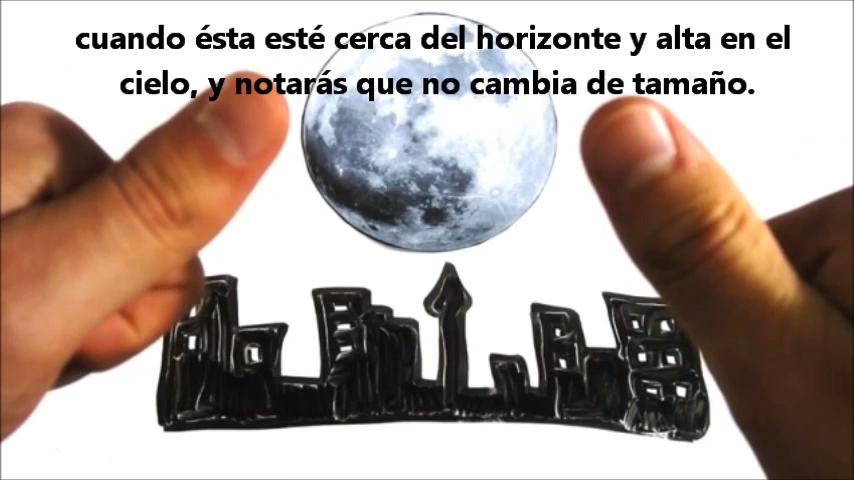 cuando ésta esté cerca del horizonte y alta en el
cielo, y notarás que no cambia de tamaño.